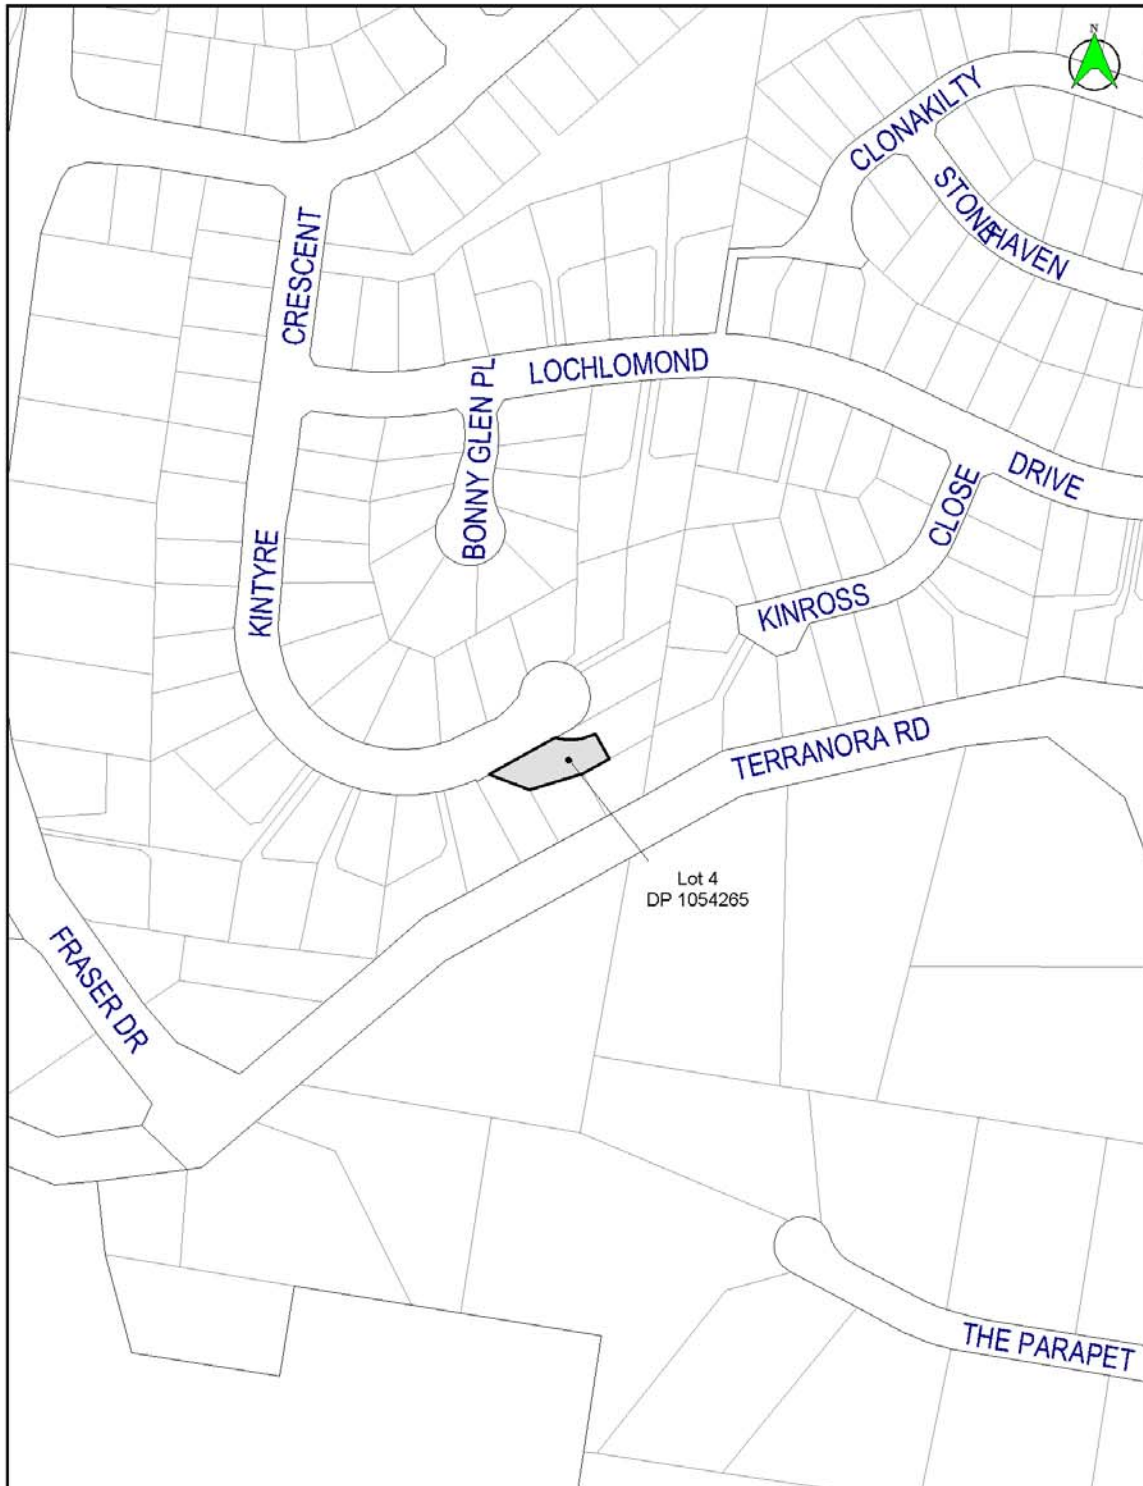 N
CLONAKILTY
STONEHAVEN
CRESCENT
LOCHLOMOND
BONNY GLEN PL
DRIVE
CLOSE
KINTYRE
KINROSS
TERRANORA RD
Lot 4
DP 1054265
FRASER DR
THE PARAPET